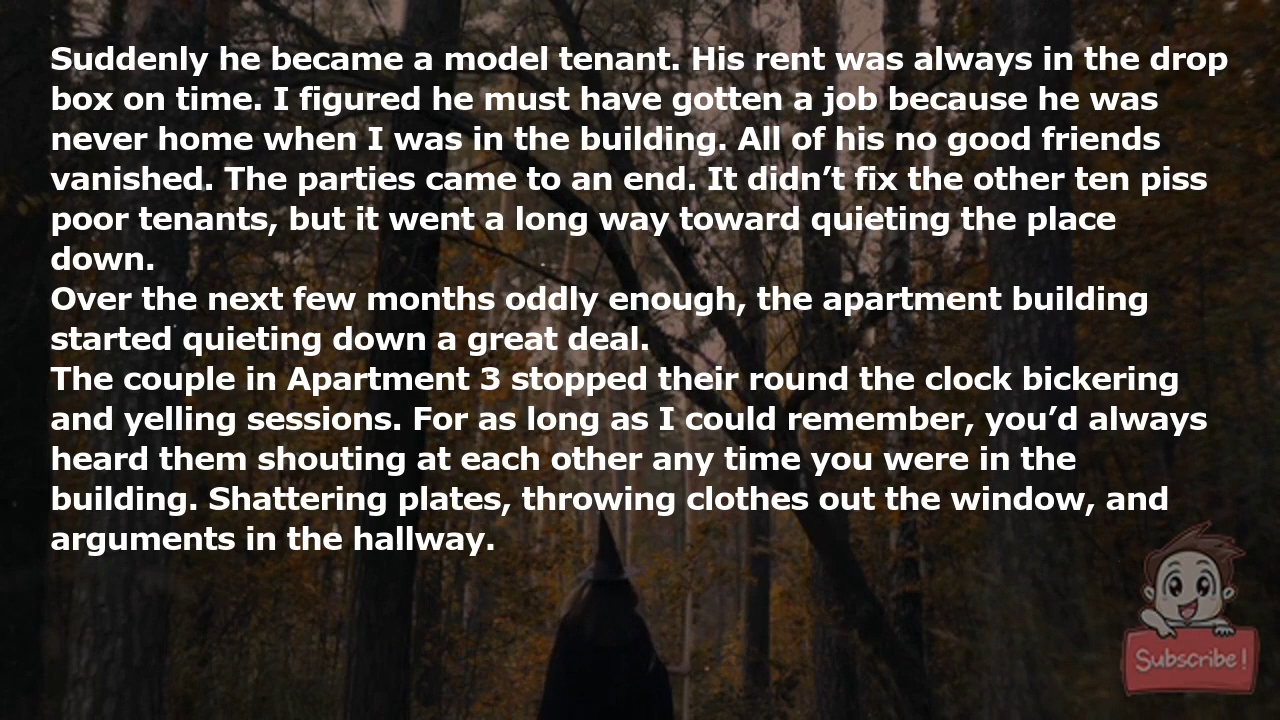 Suddenly he became a model tenant. His rent was always in the drop
box on time. I figured he must have gotten a job because he was
never home when I was in the building. All of his no good friends
vanished. The parties came to an end. It didn’t fix the other ten piss
poor tenants, but it went a long way toward quieting the place
down.
Over the next few months oddly enough, the apartment building
started quieting down a great deal.
The couple in Apartment 3 stopped their round the clock bickering
and yelling sessions. For as long as I could remember, you’d always
heard them shouting at each other any time you were in the
building. Shattering plates, throwing clothes out the window, and
arguments in the hallway.
Subscribe!